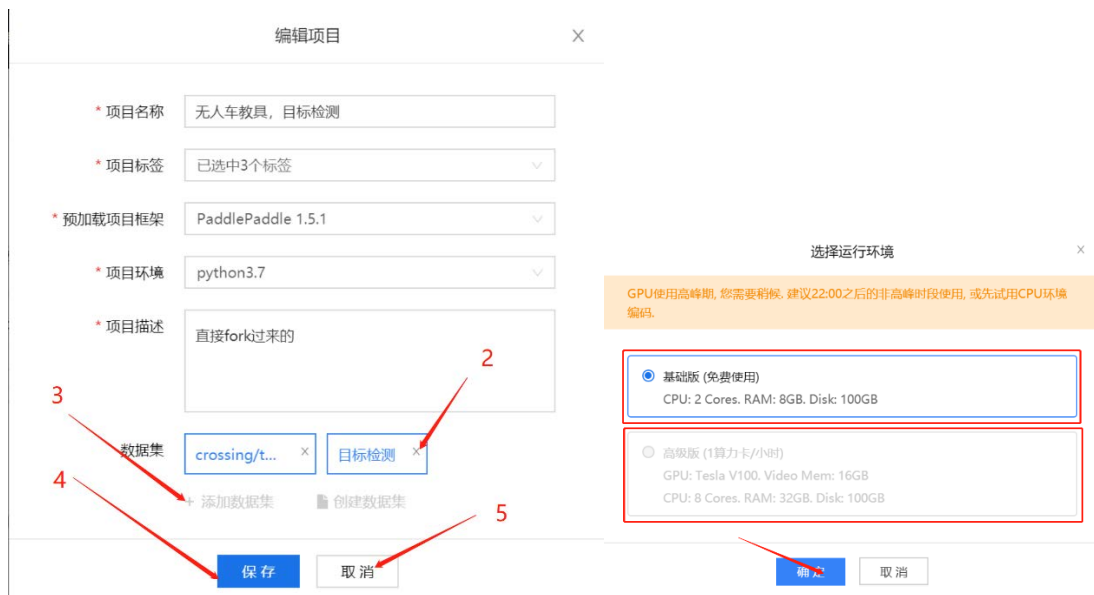 编辑项目
* 项目名称 无人车教具，目标检测
* 项目标签 已选中3个标签
* 预加载项目框架 PaddlePaddle 1.5.1
* 项目环境 python3.7
* 项目描述 直接fork过来的
2
3
数据集 crossing/t... × 目标检测 ×
4
+ 添加数据集 创建数据集
5
保存 取消
选择运行环境
GPU使用高峰期, 您需要稍候. 建议22:00之后的非高峰时段使用, 或先试用CPU环境
编码.
基础版 (免费使用)
CPU: 2 Cores. RAM: 8GB. Disk: 100GB
高级版 (1算力卡/小时)
GPU: Tesla V100. Video Mem: 16GB
CPU: 8 Cores. RAM: 32GB. Disk: 100GB
确定 取消